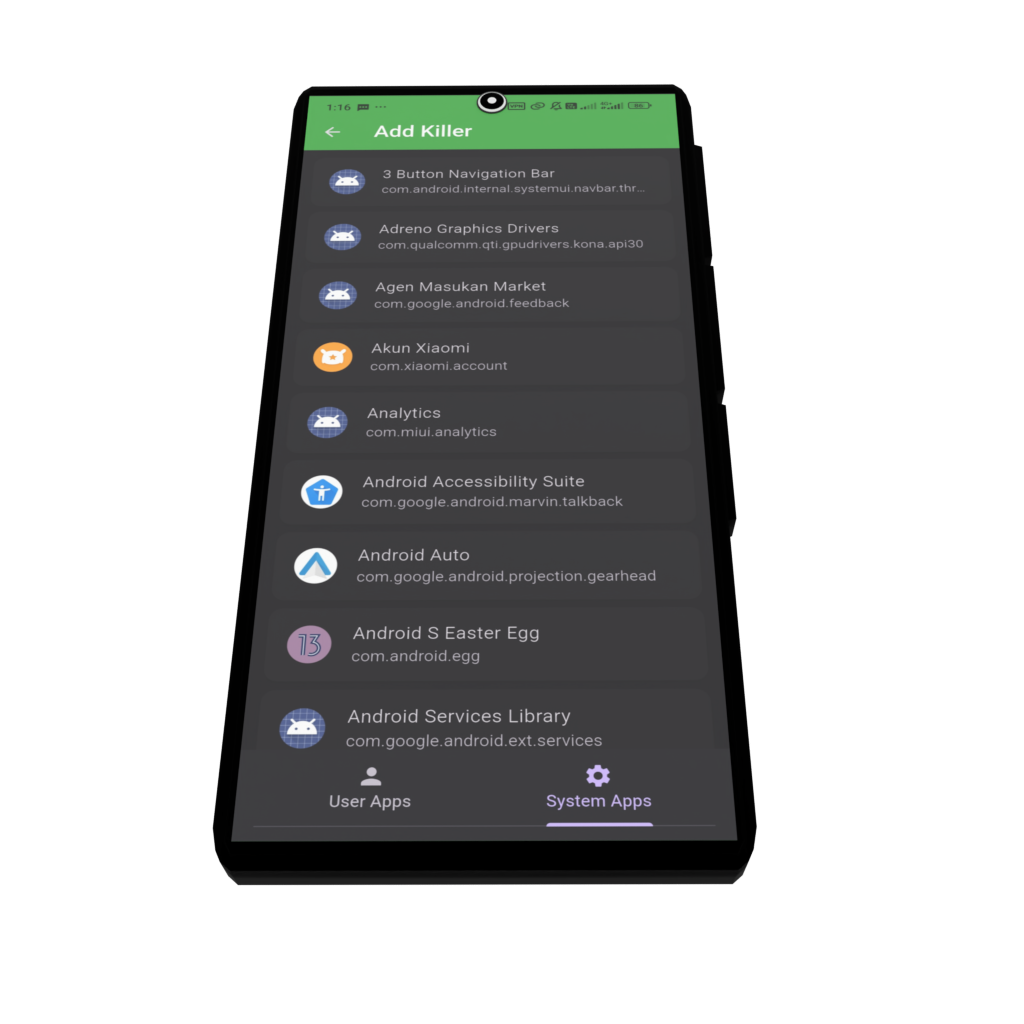 1:16
Add Killer
3 Button Navigation Bar
com.android.internal.systemui.navbar.thr...
Adreno Graphics Drivers
com.qualcomm.qti.gpudrivers.kona.api30
Agen Masukan Market
com.google.android.feedback
Akun Xiaomi
com.xiaomi.account
Analytics
com.miui.analytics
Android Accessibility Suite
com.google.android.marvin.talkback
Android Auto
com.google.android.projection.gearhead
13
Android S Easter Egg
com.android.egg
Android Services Library
com.google.android.ext.services
User Apps
System Apps